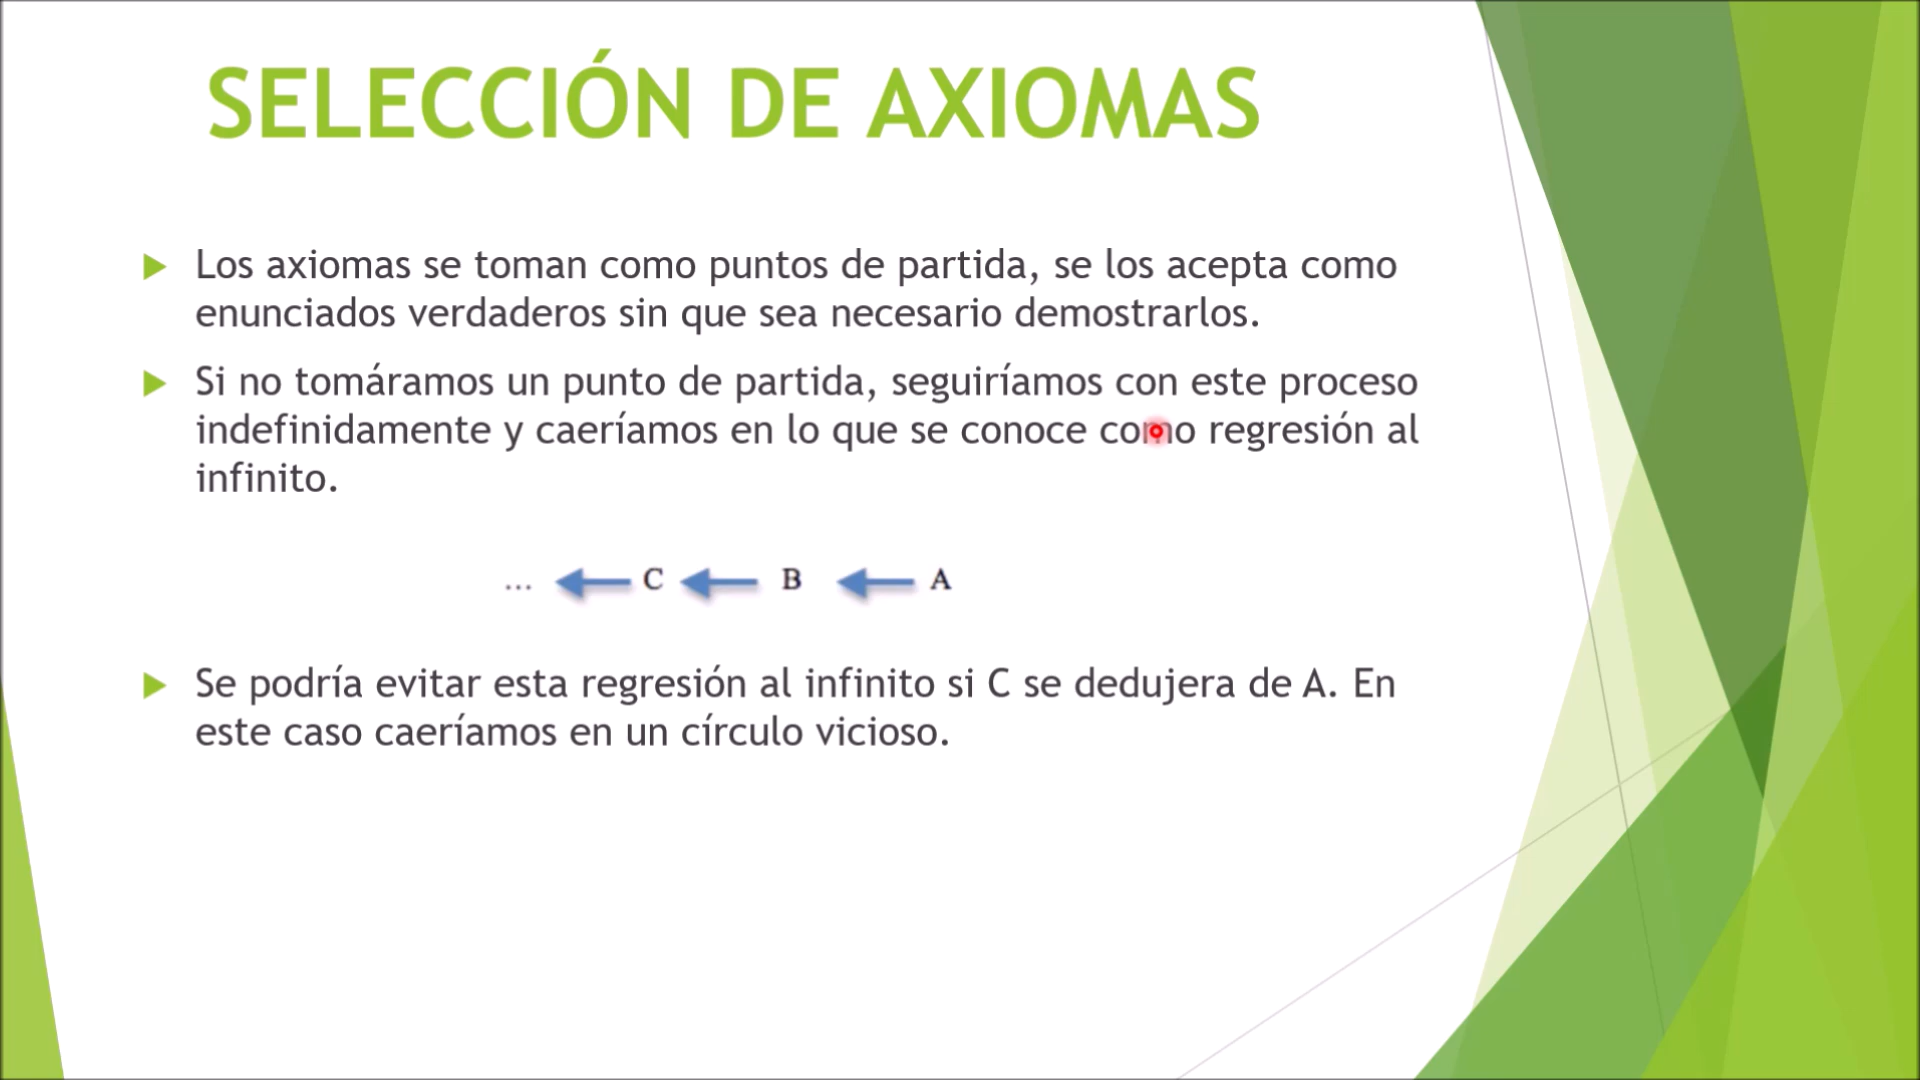 SELECCIÓN DE AXIOMAS
Los axiomas se toman como puntos de partida, se los acepta como
enunciados verdaderos sin que sea necesario demostrarlos.
Si no tomáramos un punto de partida, seguiríamos con este proceso
indefinidamente y caeríamos en lo que se conoce como regresión al
infinito.
... C B A
Se podría evitar esta regresión al infinito si C se dedujera de A. En
este caso caeríamos en un círculo vicioso.